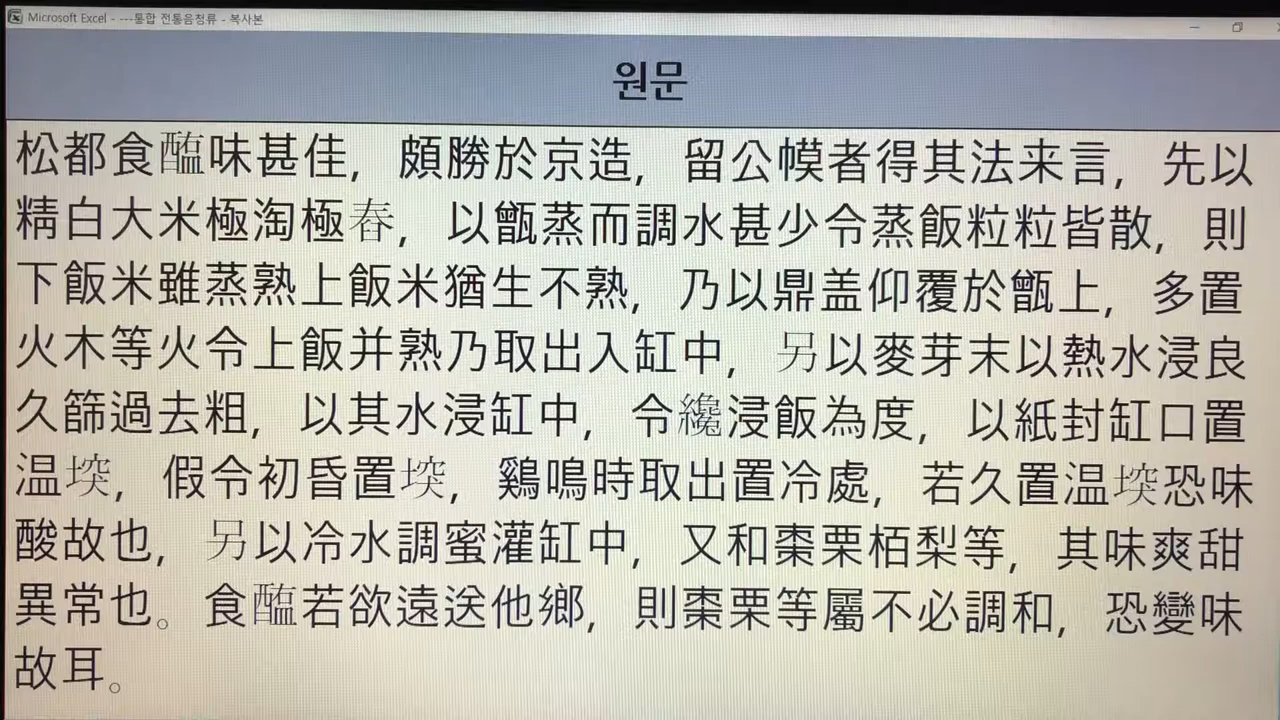 Microsoft Excel - ---통합 전통음청류 - 복사본
원문
松都食醢味甚佳, 頗勝於京造, 留公幙者得其法来言, 先以
精白大米極淘極舂, 以甑蒸而調水甚少令蒸飯粒粒皆散, 則
下飯米雖蒸熟上飯米猶生不熟, 乃以鼎盖仰覆於甑上, 多置
火木等火令上飯并熟乃取出入缸中, 另以麥芽末以熱水浸良
久篩過去粗, 以其水浸缸中, 令纔浸飯為度, 以紙封缸口置
温堗, 假令初昏置堗, 鷄鳴時取出置冷處, 若久置温堗恐味
酸故也, 另以冷水調蜜灌缸中, 又和棗栗栢梨等, 其味爽甜
異常也。食醢若欲遠送他鄉, 則棗栗等屬不必調和, 恐變味
故耳。